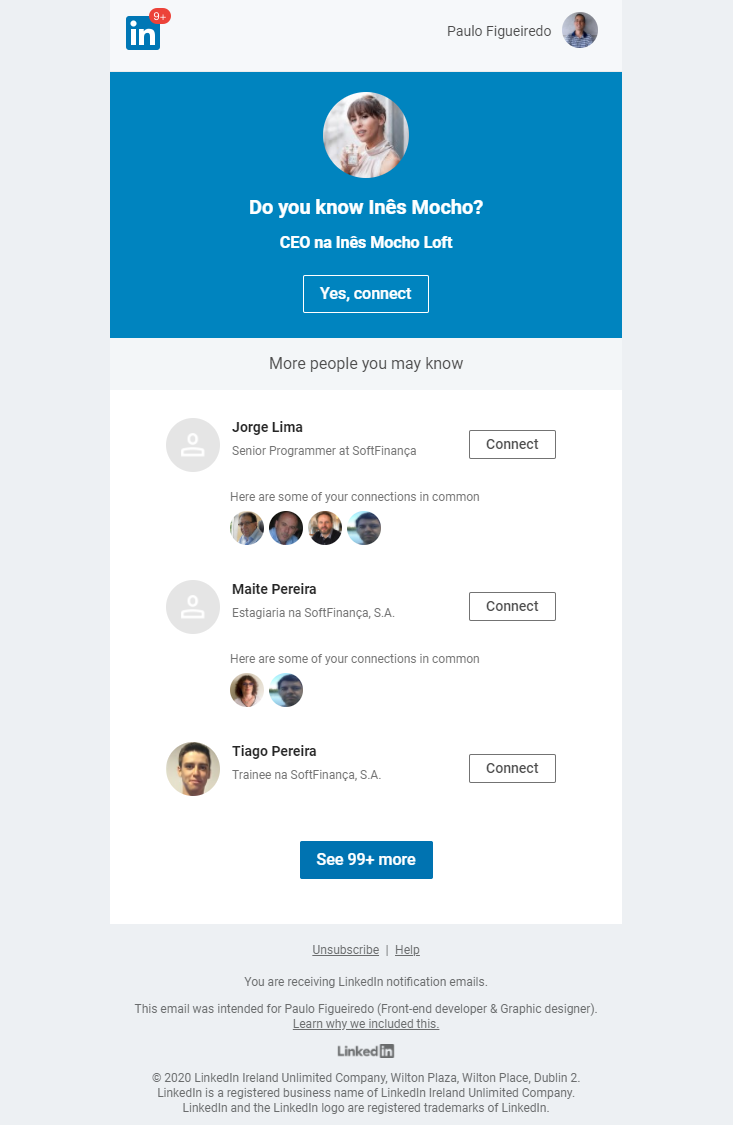 in 9+
Paulo Figueiredo
Do you know Inês Mocho?
CEO na Inês Mocho Loft
Yes, connect
More people you may know
Jorge Lima
Senior Programmer at SoftFinança
Connect
Here are some of your connections in common
Maite Pereira
Estagiaria na SoftFinança, S.A.
Connect
Here are some of your connections in common
Tiago Pereira
Trainee na SoftFinança, S.A.
Connect
See 99+ more
Unsubscribe | Help
You are receiving LinkedIn notification emails.
This email was intended for Paulo Figueiredo (Front-end developer & Graphic designer).
Learn why we included this.
Linkedin
© 2020 LinkedIn Ireland Unlimited Company, Wilton Plaza, Wilton Place, Dublin 2.
LinkedIn is a registered business name of LinkedIn Ireland Unlimited Company.
LinkedIn and the LinkedIn logo are registered trademarks of LinkedIn.